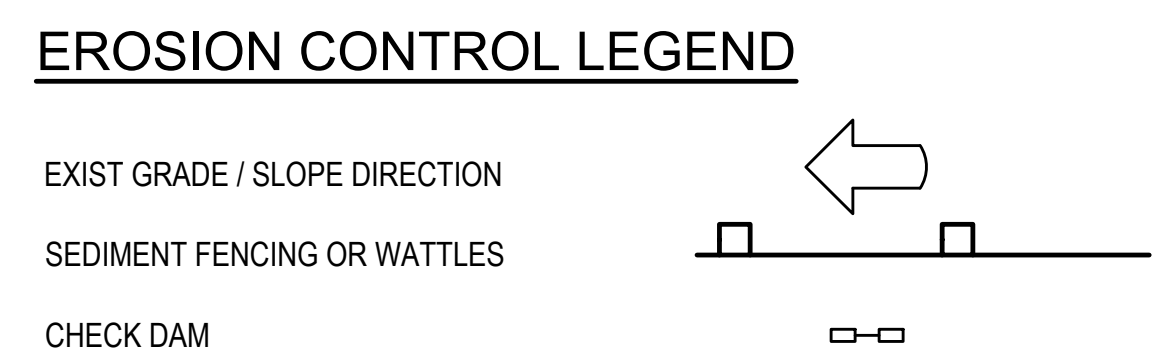 EROSION CONTROL LEGEND
EXIST GRADE / SLOPE DIRECTION
SEDIMENT FENCING OR WATTLES
CHECK DAM